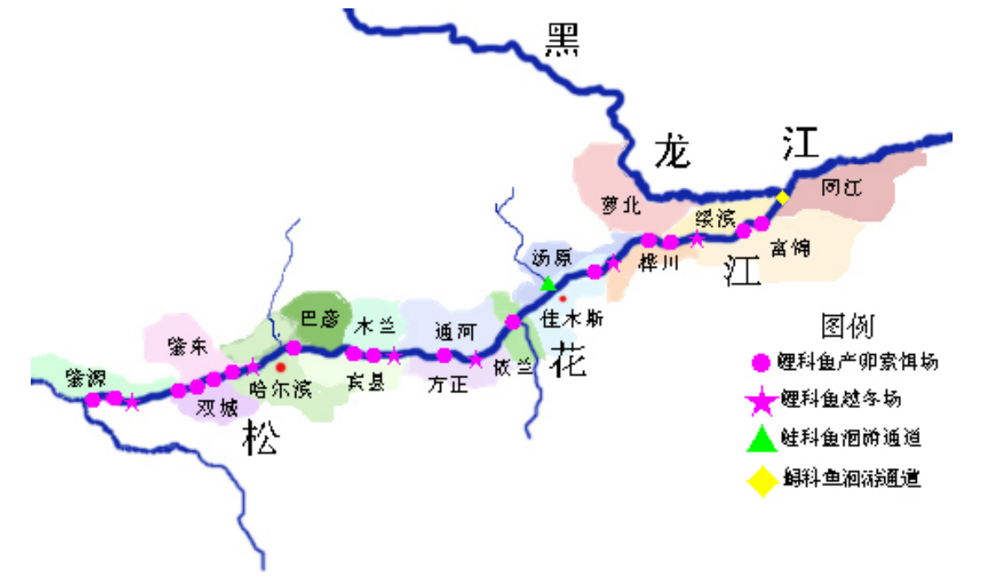 黑
龙
江
同江
萝北
绥滨
富锦
汤原
桦川
江
巴彦
木兰
通河
佳木斯
肇东
依兰
花
肇源
哈尔滨
宾县
方正
双城
松
图例
鲤科鱼产卵索饵场
鲤科鱼越冬场
鲑科鱼洄游通道
鲟科鱼洄游通道